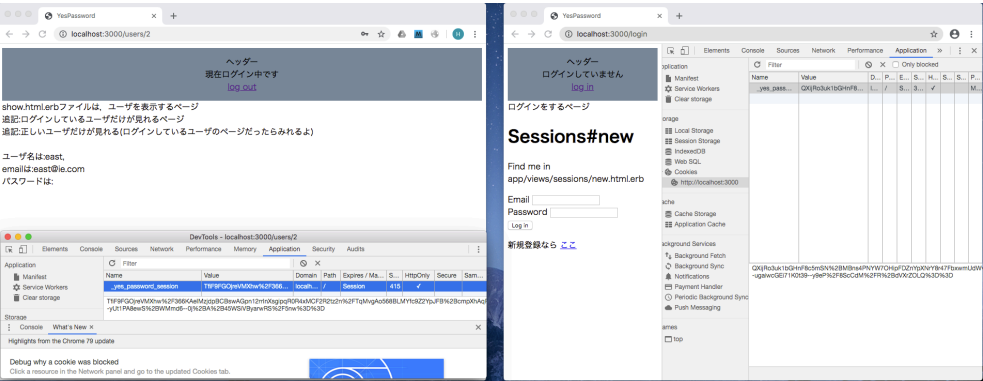 YesPassword
localhost:3000/users/2
ヘッダー
現在ログイン中です
log out
show.html.erbファイルは、ユーザを表示するページ
追記:ログインしているユーザだけが見れるページ
追記:正しいユーザだけが見れる(ログインしているユーザのページだったらみれるよ)
ユーザ名は:east,
emailは:east@ie.com
パスワードは:
DevTools - localhost:3000/users/2
Elements Console Sources Network Performance Memory Application Security Audits
Application
Manifest
Service Workers
Clear storage
Storage
Filter
Name Value Domain Path Expires / Ma... S... HttpOnly Secure Sam...
_yes_password_session TfIF9FGOjreVMXhw%2F366... localh... / Session 415 ✓
Console What's New ×
Highlights from the Chrome 79 update
Debug why a cookie was blocked
Click a resource in the Network panel and go to the updated Cookies tab.
YesPassword
localhost:3000/login
ヘッダー
ログインしていません
log in
ログインをするページ
Sessions#new
Find me in
app/views/sessions/new.html.erb
Email
Password
Log in
新規登録なら ここ
Elements Console Sources Network Performance Application »
pplication
Manifest
Service Workers
Clear storage
orage
Local Storage
Session Storage
IndexedDB
Web SQL
Cookies
http://localhost:3000
ache
Cache Storage
Application Cache
ackground Services
Background Fetch
Background Sync
Notifications
Payment Handler
Periodic Background Sync
Push Messaging
ames
top
Filter Only blocked
Name Value D... P... E... S... H... S... S... P...
_yes_pass... / S... 3... ✓ M...